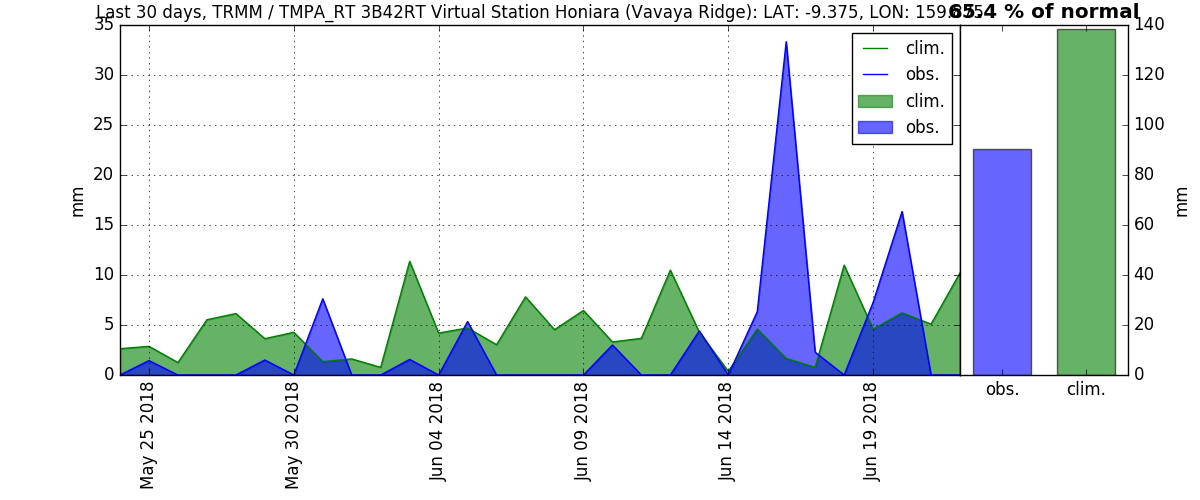 Last 30 days, TRMM / TMPA_RT 3B42RT Virtual Station Honiara (Vavaya Ridge): LAT: -9.375, LON:
65.4 % of normal
35
30
25
20
15
10
5
0
mm
clim.
obs.
clim.
obs.
140
120
100
80
60
40
20
0
mm
obs.
clim.
May 25 2018
May 30 2018
Jun 04 2018
Jun 09 2018
Jun 14 2018
Jun 19 2018